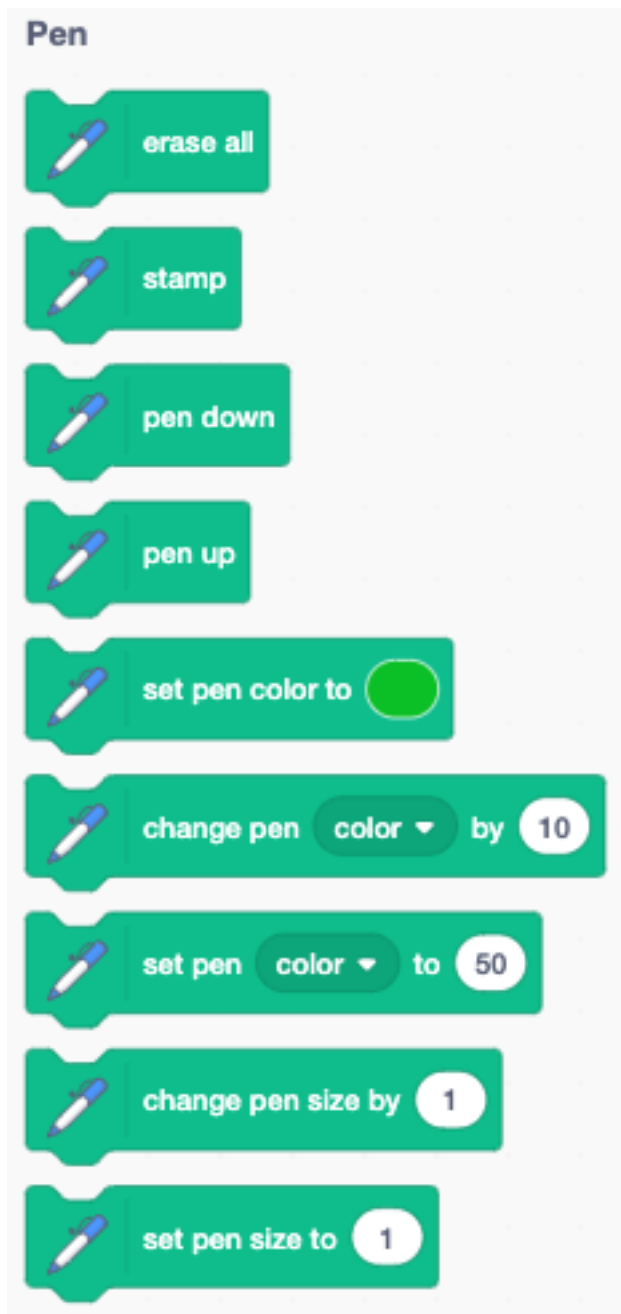 Pen
erase all
stamp
pen down
pen up
set pen color to
change pen color by 10
set pen color to 50
change pen size by 1
set pen size to 1